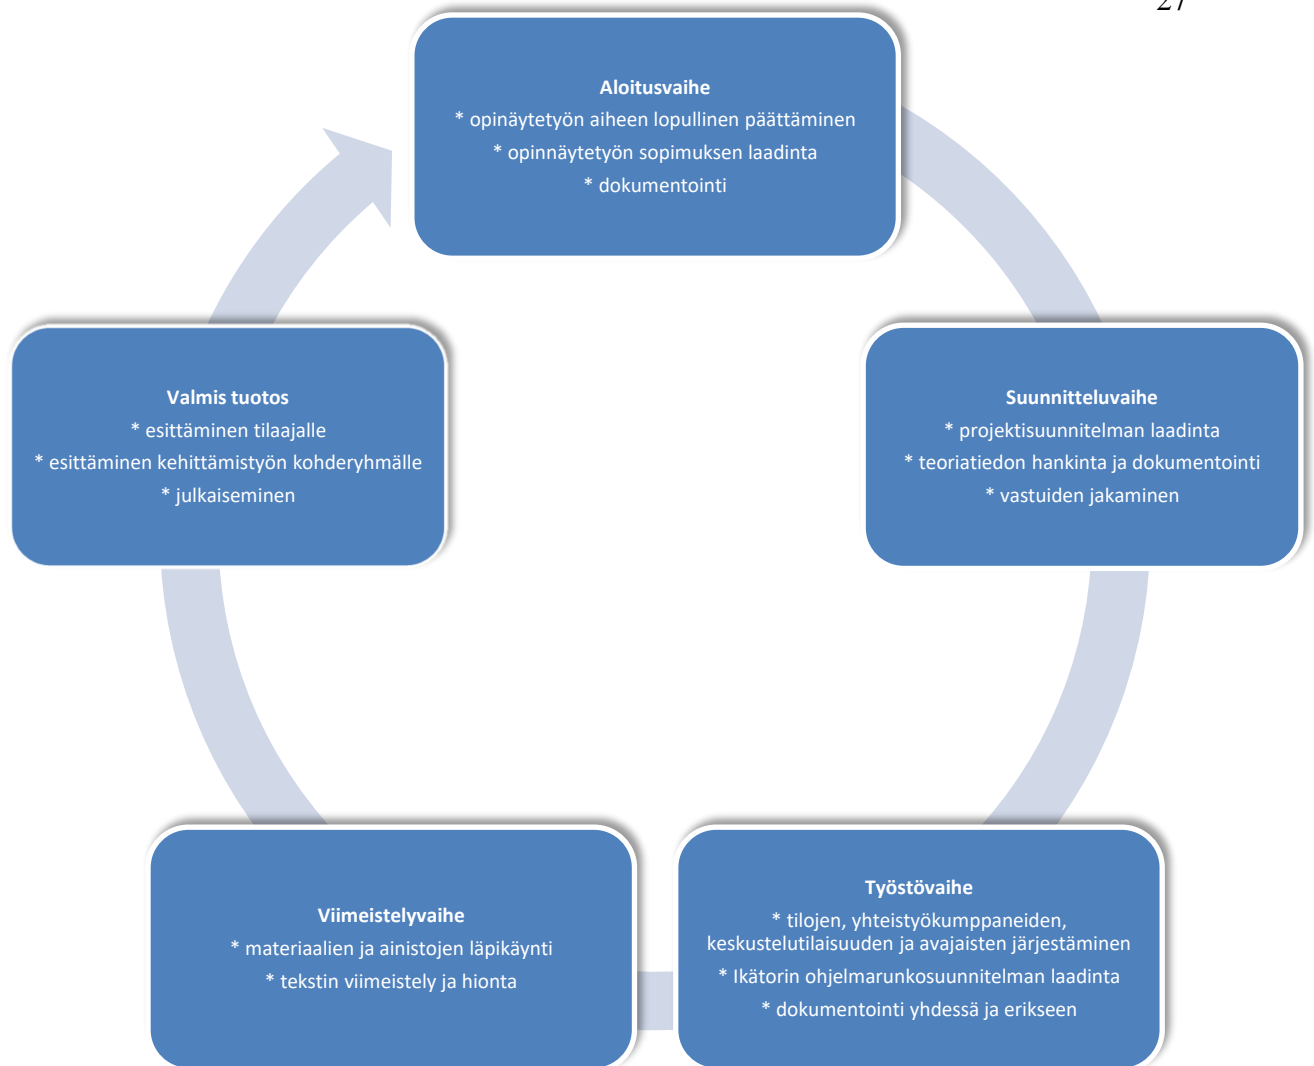 27
Aloitusvaihe
* opinäytetyön aiheen lopullinen päättäminen
* opinnäytetyön sopimuksen laadinta
* dokumentointi
Suunnitteluvaihe
* projektisuunnitelman laadinta
* teoriatiedon hankinta ja dokumentointi
* vastuiden jakaminen
Työstövaihe
* tilojen, yhteistyökumppaneiden,
keskustelutilaisuuden ja avajaisten järjestäminen
* Ikätorin ohjelmarunkosuunnitelman laadinta
* dokumentointi yhdessä ja erikseen
Viimeistelyvaihe
* materiaalien ja ainistojen läpikäynti
* tekstin viimeistely ja hionta
Valmis tuotos
* esittäminen tilaajalle
* esittäminen kehittämistyön kohderyhmälle
* julkaiseminen